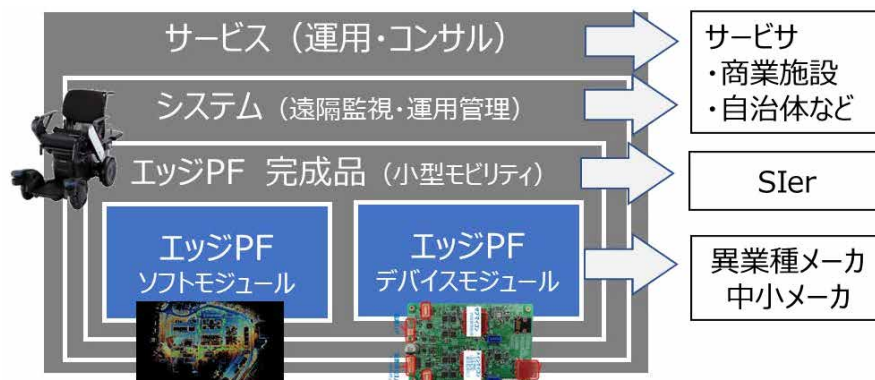 サービス（運用・コンサル）
サービサ
・商業施設
・自治体など
システム（遠隔監視・運用管理）
エッジPF 完成品（小型モビリティ）
SIer
エッジPF
ソフトモジュール
エッジPF
デバイスモジュール
異業種メーカ
中小メーカ